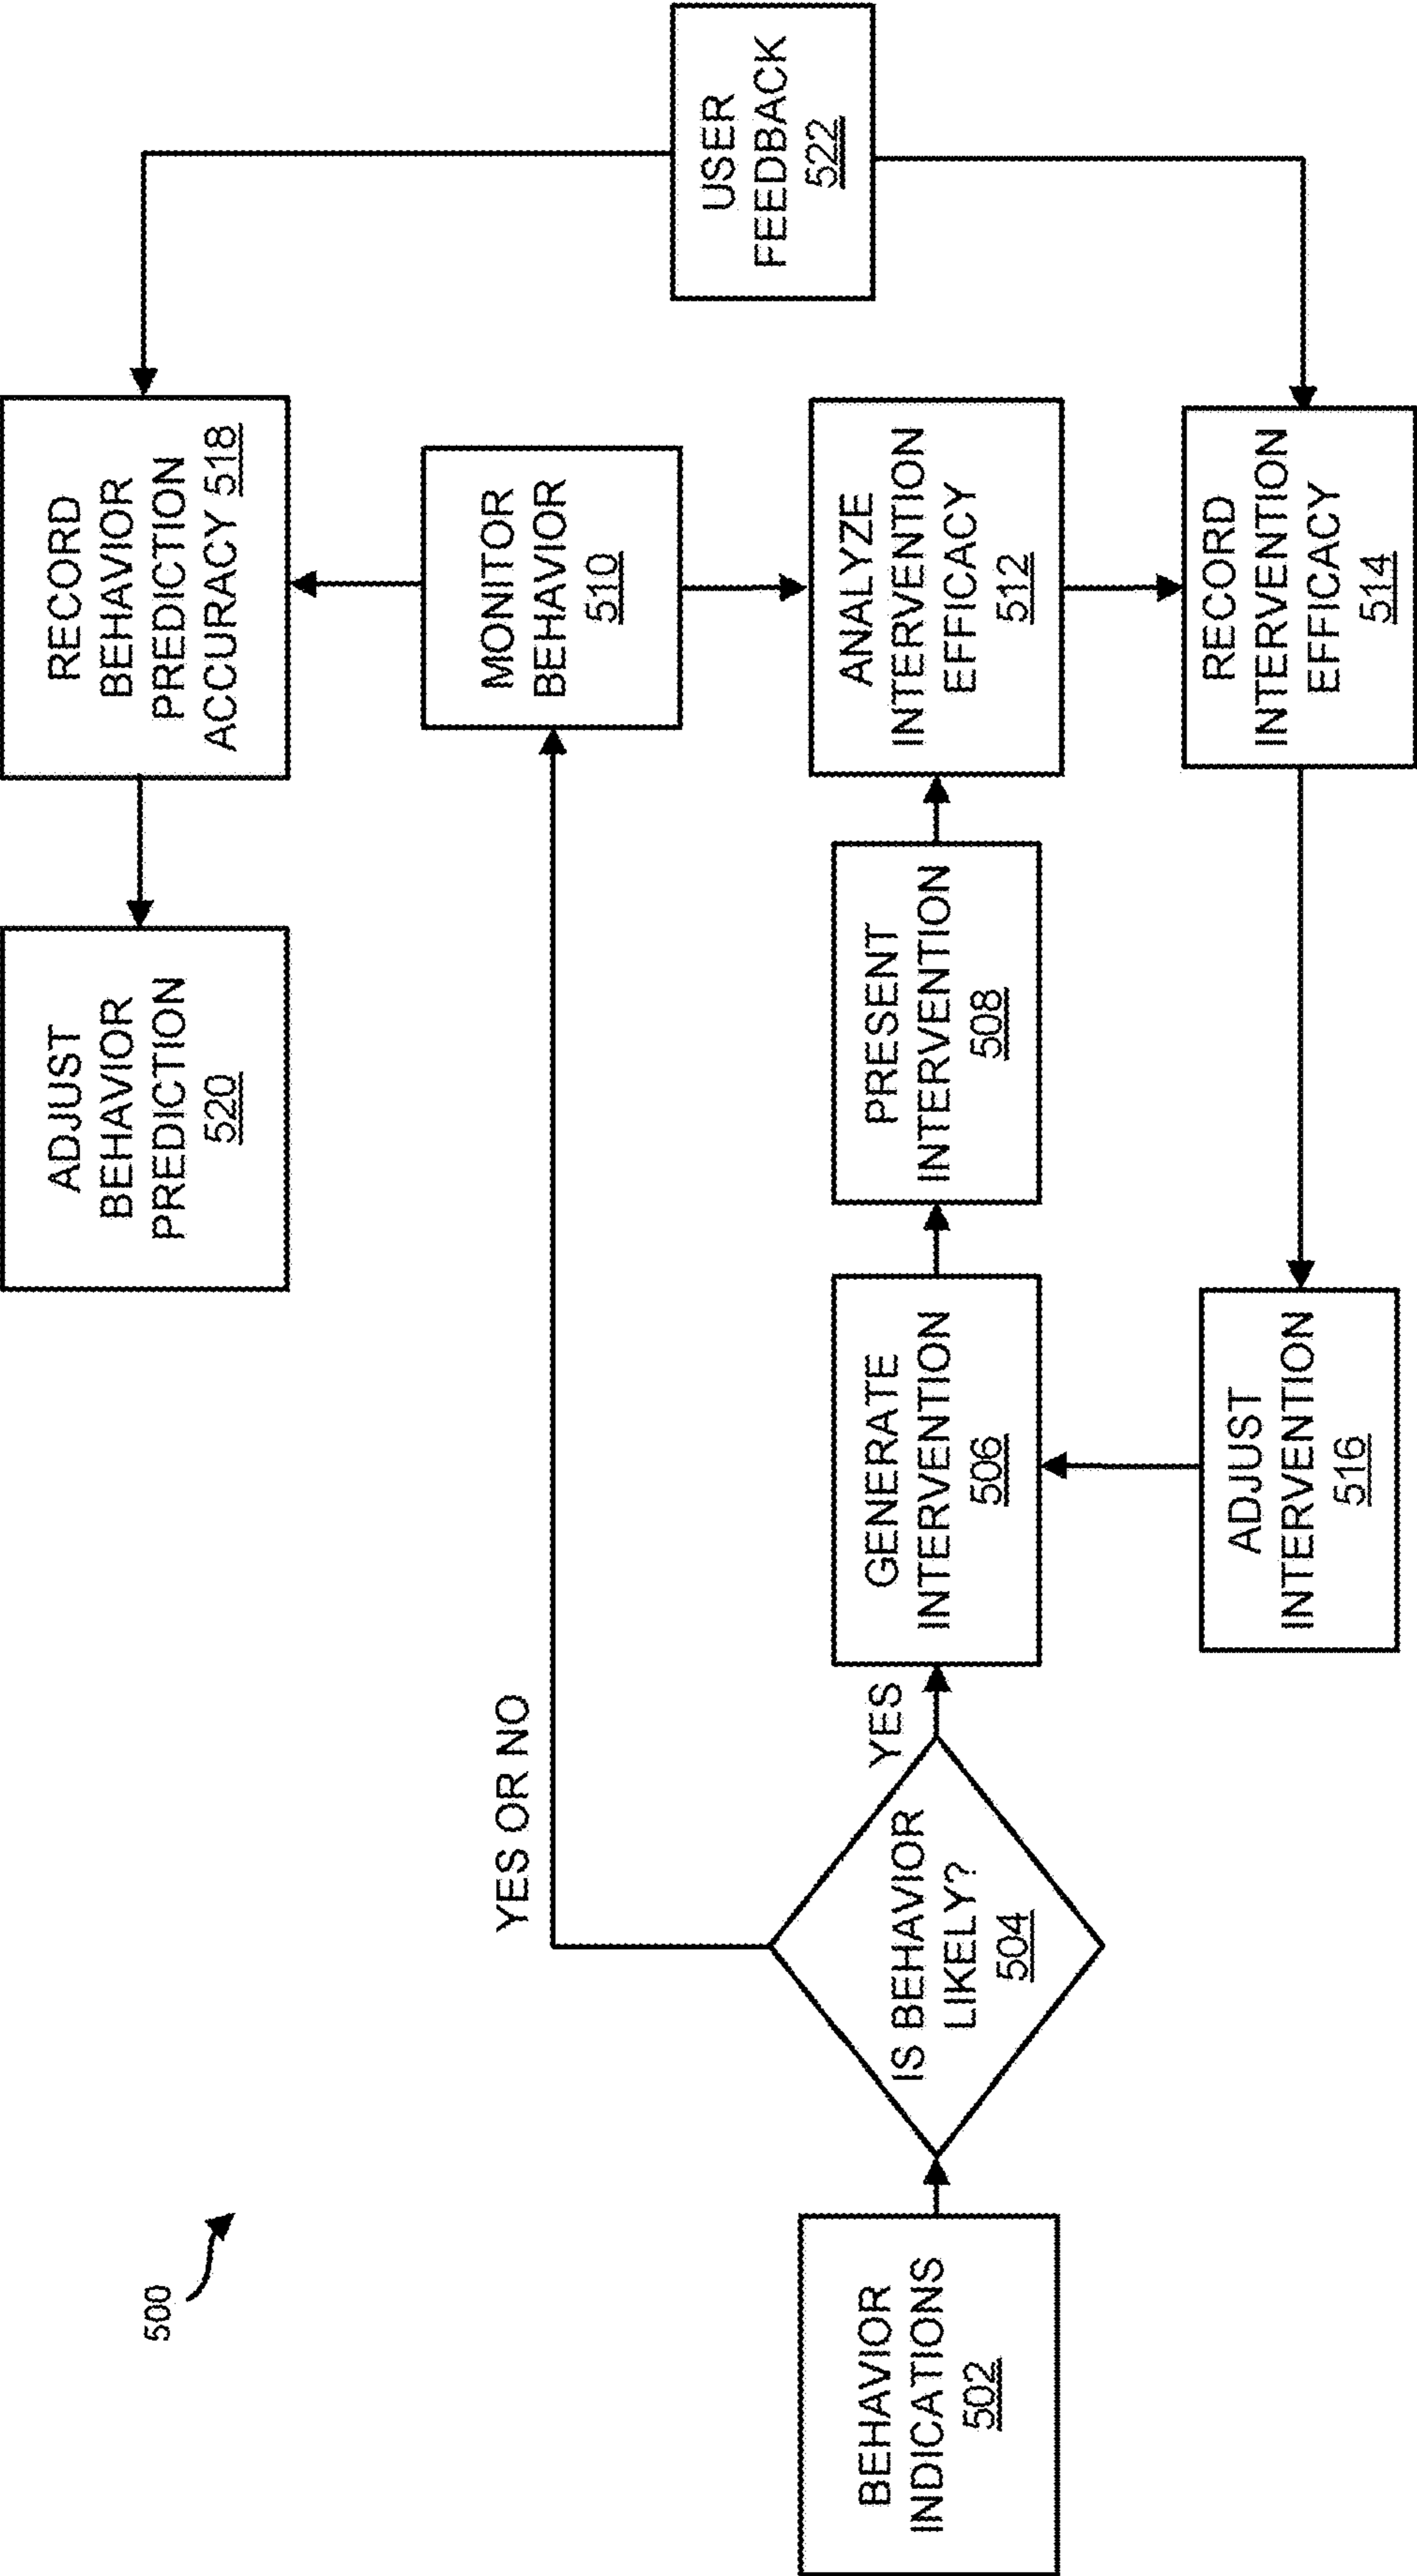 500
BEHAVIOR
INDICATIONS
502
IS BEHAVIOR
LIKELY?
504
YES OR NO
YES
GENERATE
INTERVENTION
506
PRESENT
INTERVENTION
508
MONITOR
BEHAVIOR
510
ANALYZE
INTERVENTION
EFFICACY
512
RECORD
INTERVENTION
EFFICACY
514
ADJUST
INTERVENTION
516
RECORD
BEHAVIOR
PREDICTION
ACCURACY 518
ADJUST
BEHAVIOR
PREDICTION
520
USER
FEEDBACK
522